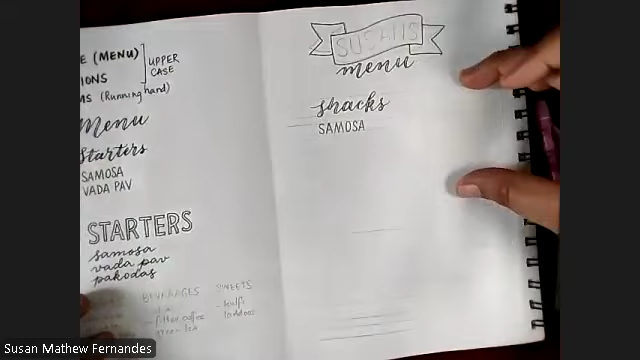 E (MENU)
IONS
UPPER
CASE
MS (Running hand)
Menu
Starters
SAMOSA
VADA PAV
STARTERS
samosa
vada pav
pakodas
BEVERAGES
filter coffee
green tea
SWEETS
kulfi
laddoos
menu
snacks
SAMOSA
Susan Mathew Fernandes